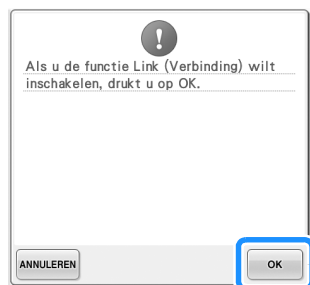 Als u de functie Link (Verbinding) wilt
inschakelen, drukt u op OK.
ANNULEREN
OK